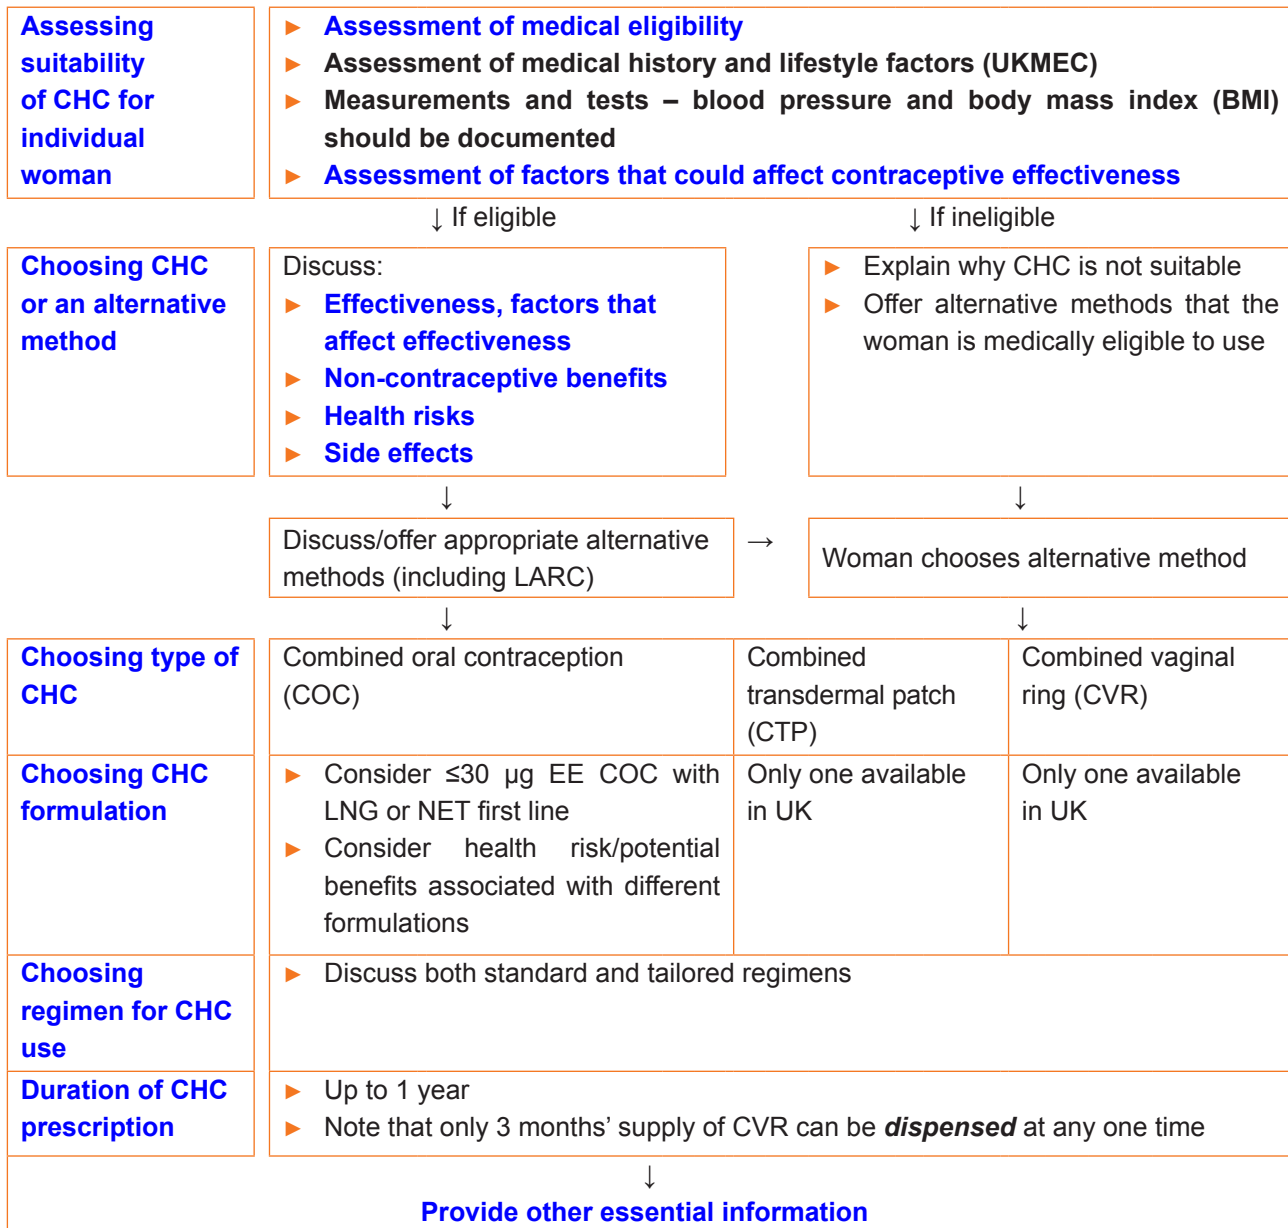 Assessing
suitability
of CHC for
individual
woman
► Assessment of medical eligibility
► Assessment of medical history and lifestyle factors (UKMEC)
► Measurements and tests – blood pressure and body mass index (BMI)
should be documented
► Assessment of factors that could affect contraceptive effectiveness
↓ If eligible
↓ If ineligible
Choosing CHC
or an alternative
method
Discuss:
► Effectiveness, factors that
affect effectiveness
► Non-contraceptive benefits
► Health risks
► Side effects
► Explain why CHC is not suitable
► Offer alternative methods that the
woman is medically eligible to use
↓
↓
Discuss/offer appropriate alternative
methods (including LARC)
→
Woman chooses alternative method
↓
↓
Choosing type of
CHC
Combined oral contraception
(COC)
Combined
transdermal patch
(CTP)
Combined vaginal
ring (CVR)
Choosing CHC
formulation
► Consider ≤30 µg EE COC with
LNG or NET first line
► Consider health risk/potential
benefits associated with different
formulations
Only one available
in UK
Only one available
in UK
Choosing
regimen for CHC
use
► Discuss both standard and tailored regimens
Duration of CHC
prescription
► Up to 1 year
► Note that only 3 months’ supply of CVR can be dispensed at any one time
↓
Provide other essential information